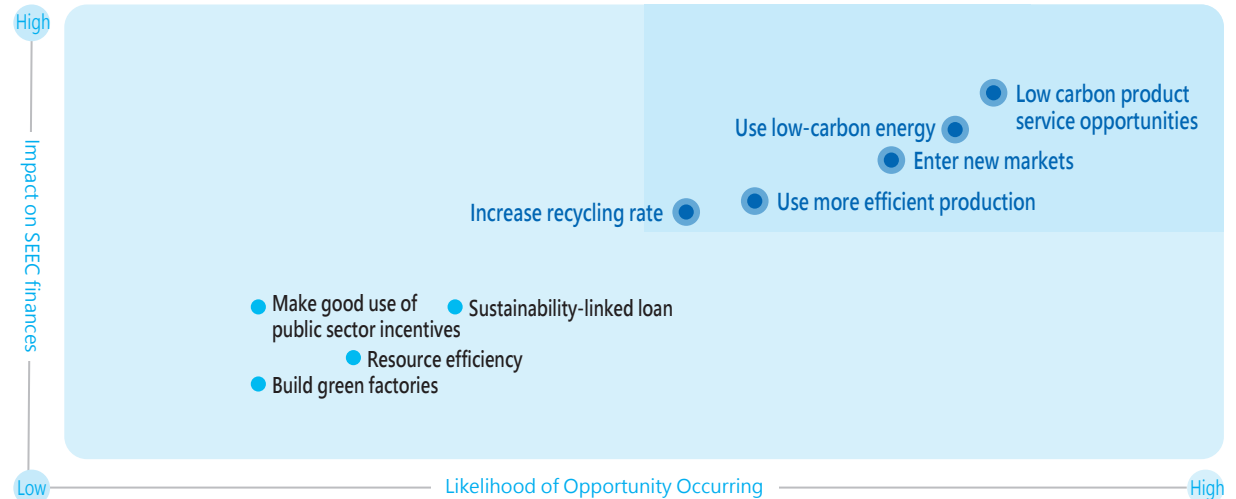 High
Low carbon product
service opportunities
Use low-carbon energy
Enter new markets
Use more efficient production
Increase recycling rate
Impact on SEEC finances
Make good use of
public sector incentives
Sustainability-linked loan
Resource efficiency
Build green factories
Low
Likelihood of Opportunity Occurring
High